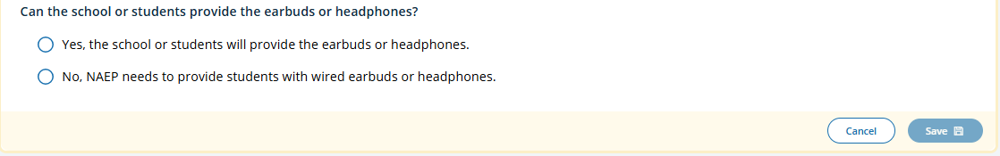 Can the school or students provide the earbuds or headphones?
Yes, the school or students will provide the earbuds or headphones.
No, NAEP needs to provide students with wired earbuds or headphones.
Cancel
Save